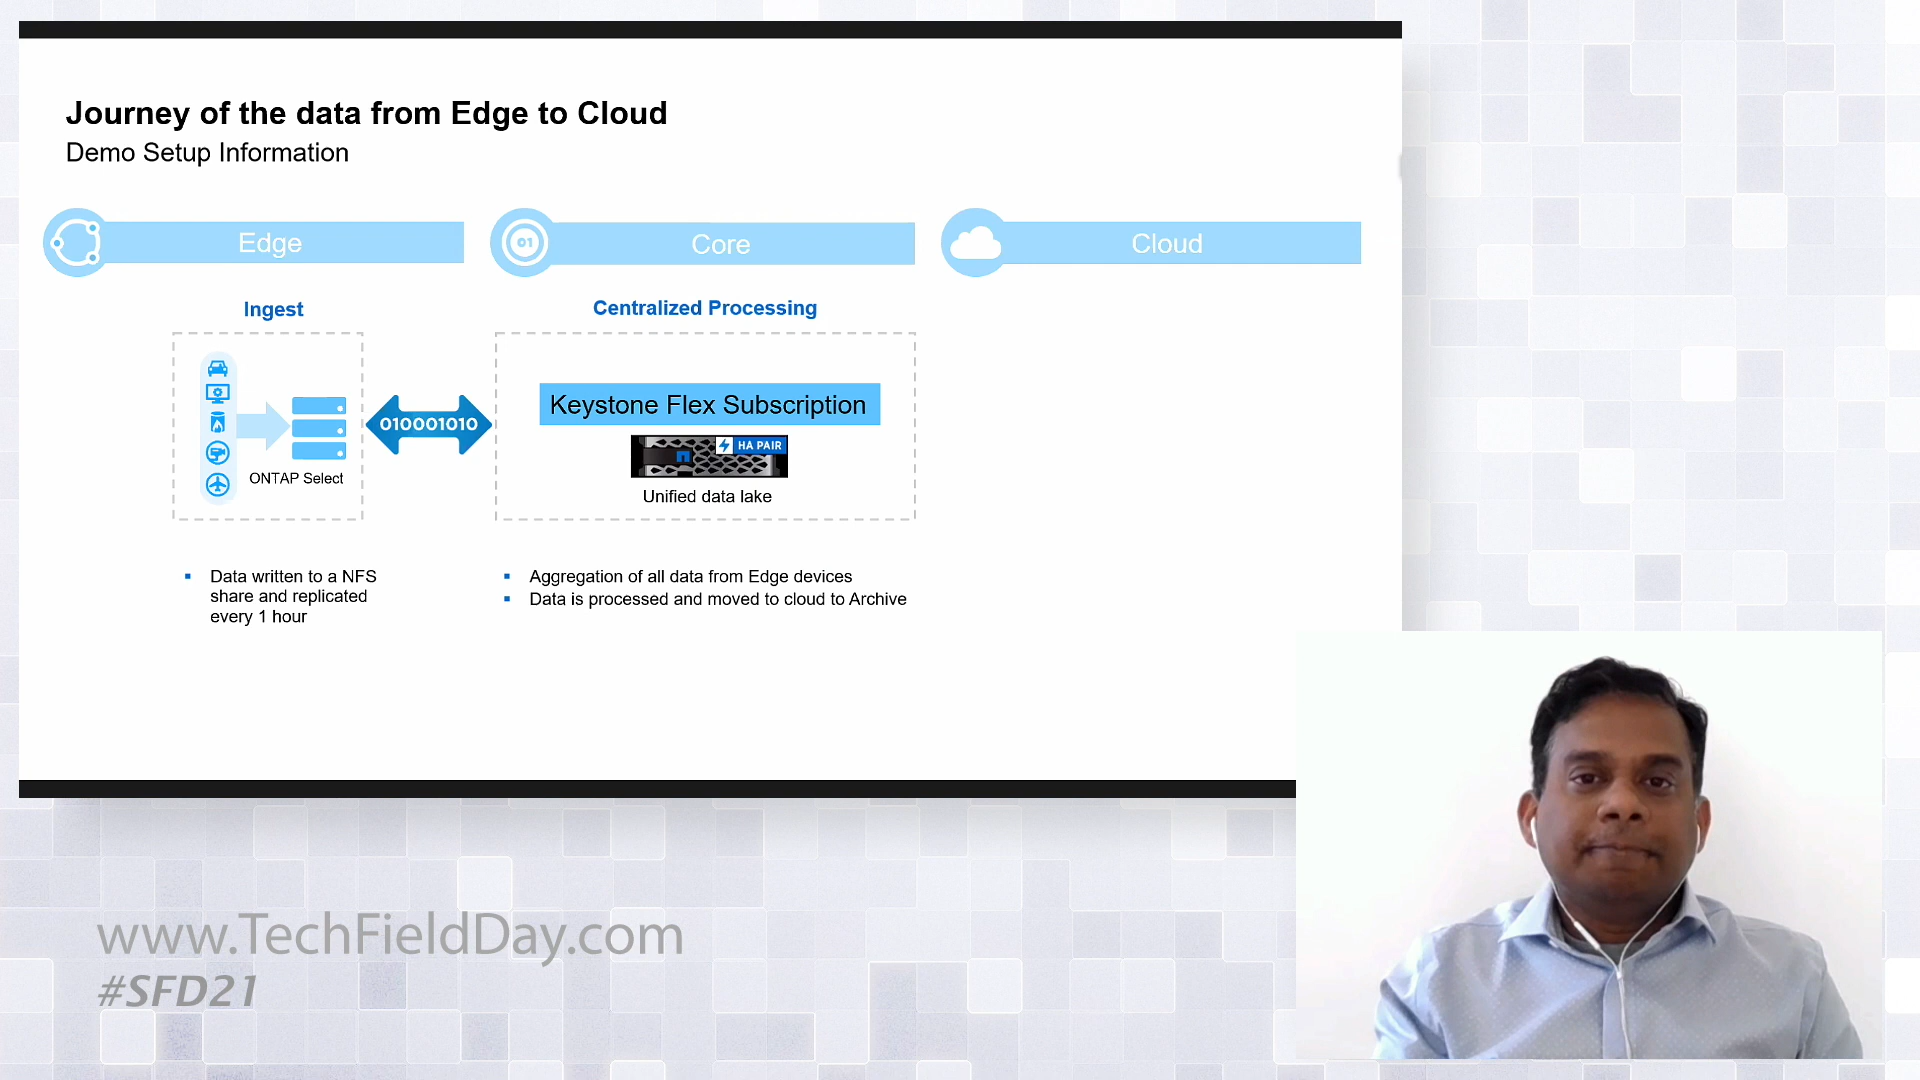 Journey of the data from Edge to Cloud
Demo Setup Information
Edge
01
Core
Cloud
Ingest
Centralized Processing
010001010
ONTAP Select
Keystone Flex Subscription
HA PAIR
Unified data lake
Data written to a NFS
share and replicated
every 1 hour
Aggregation of all data from Edge devices
Data is processed and moved to cloud to Archive
www.TechFieldDay.com
#SFD21